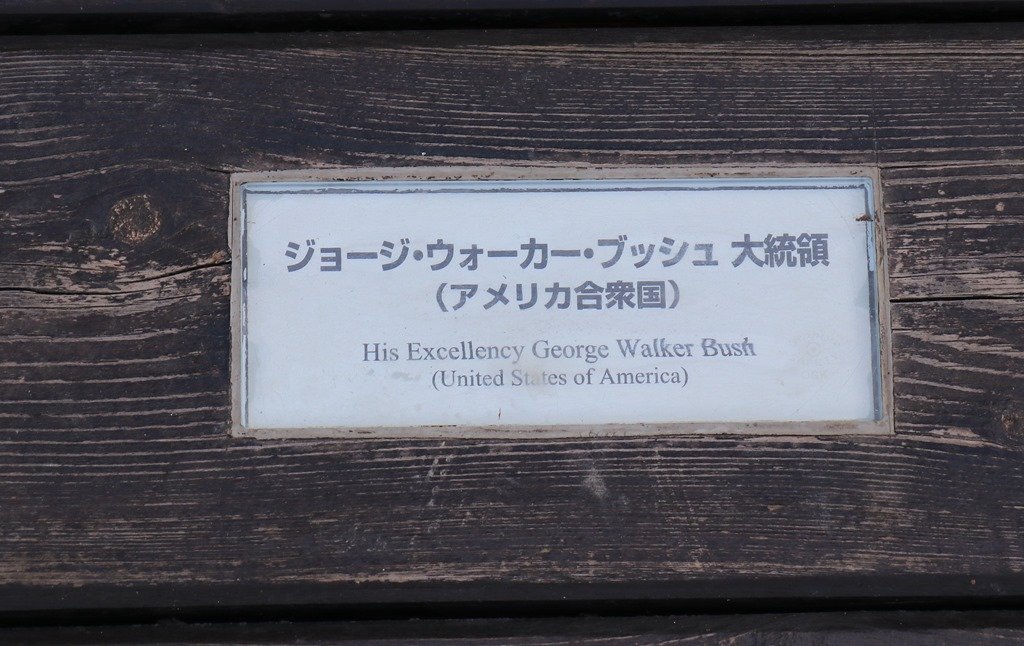 ジョージ・ウォーカー・ブッシュ 大統領
（アメリカ合衆国）
His Excellency George Walker Bush
(United States of America)